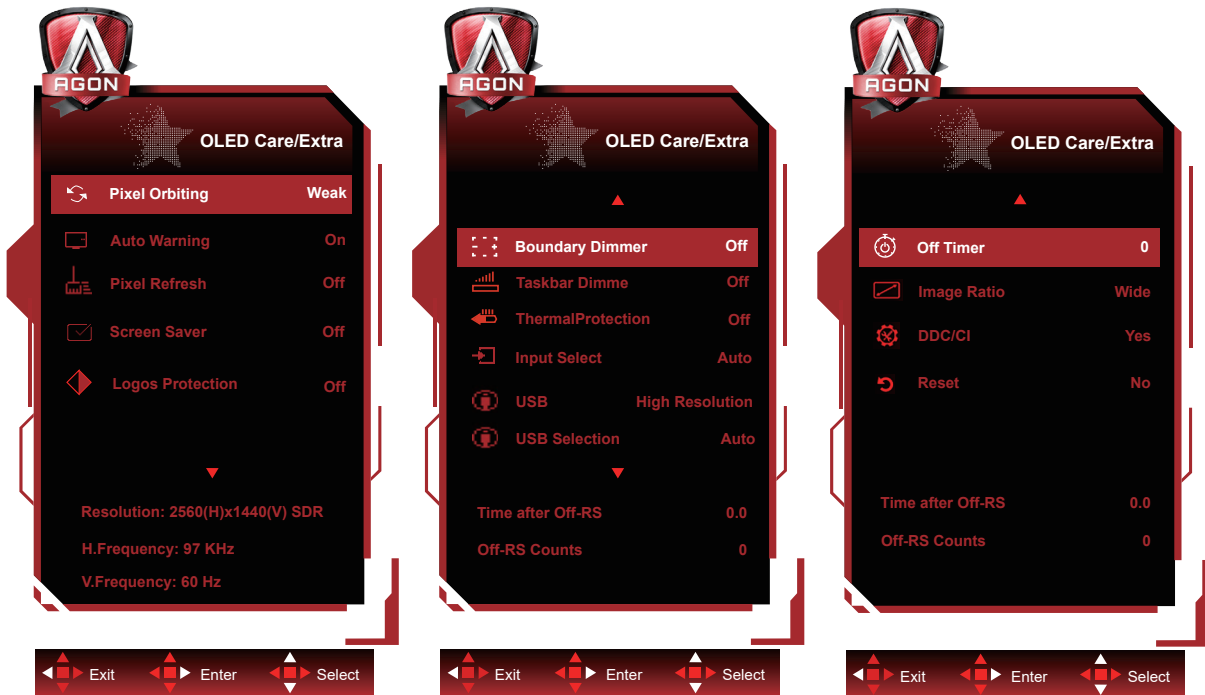 AGON
OLED Care/Extra
Pixel Orbiting Weak
Auto Warning On
Pixel Refresh Off
Screen Saver Off
Logos Protection Off
Resolution: 2560(H)x1440(V) SDR
H.Frequency: 97 KHz
V.Frequency: 60 Hz
Exit Enter Select
AGON
OLED Care/Extra
Boundary Dimmer Off
Taskbar Dimme Off
ThermalProtection Off
Input Select Auto
USB High Resolution
USB Selection Auto
Time after Off-RS 0.0
Off-RS Counts 0
Exit Enter Select
AGON
OLED Care/Extra
Off Timer 0
Image Ratio Wide
DDC/CI Yes
Reset No
Time after Off-RS 0.0
Off-RS Counts 0
Exit Enter Select